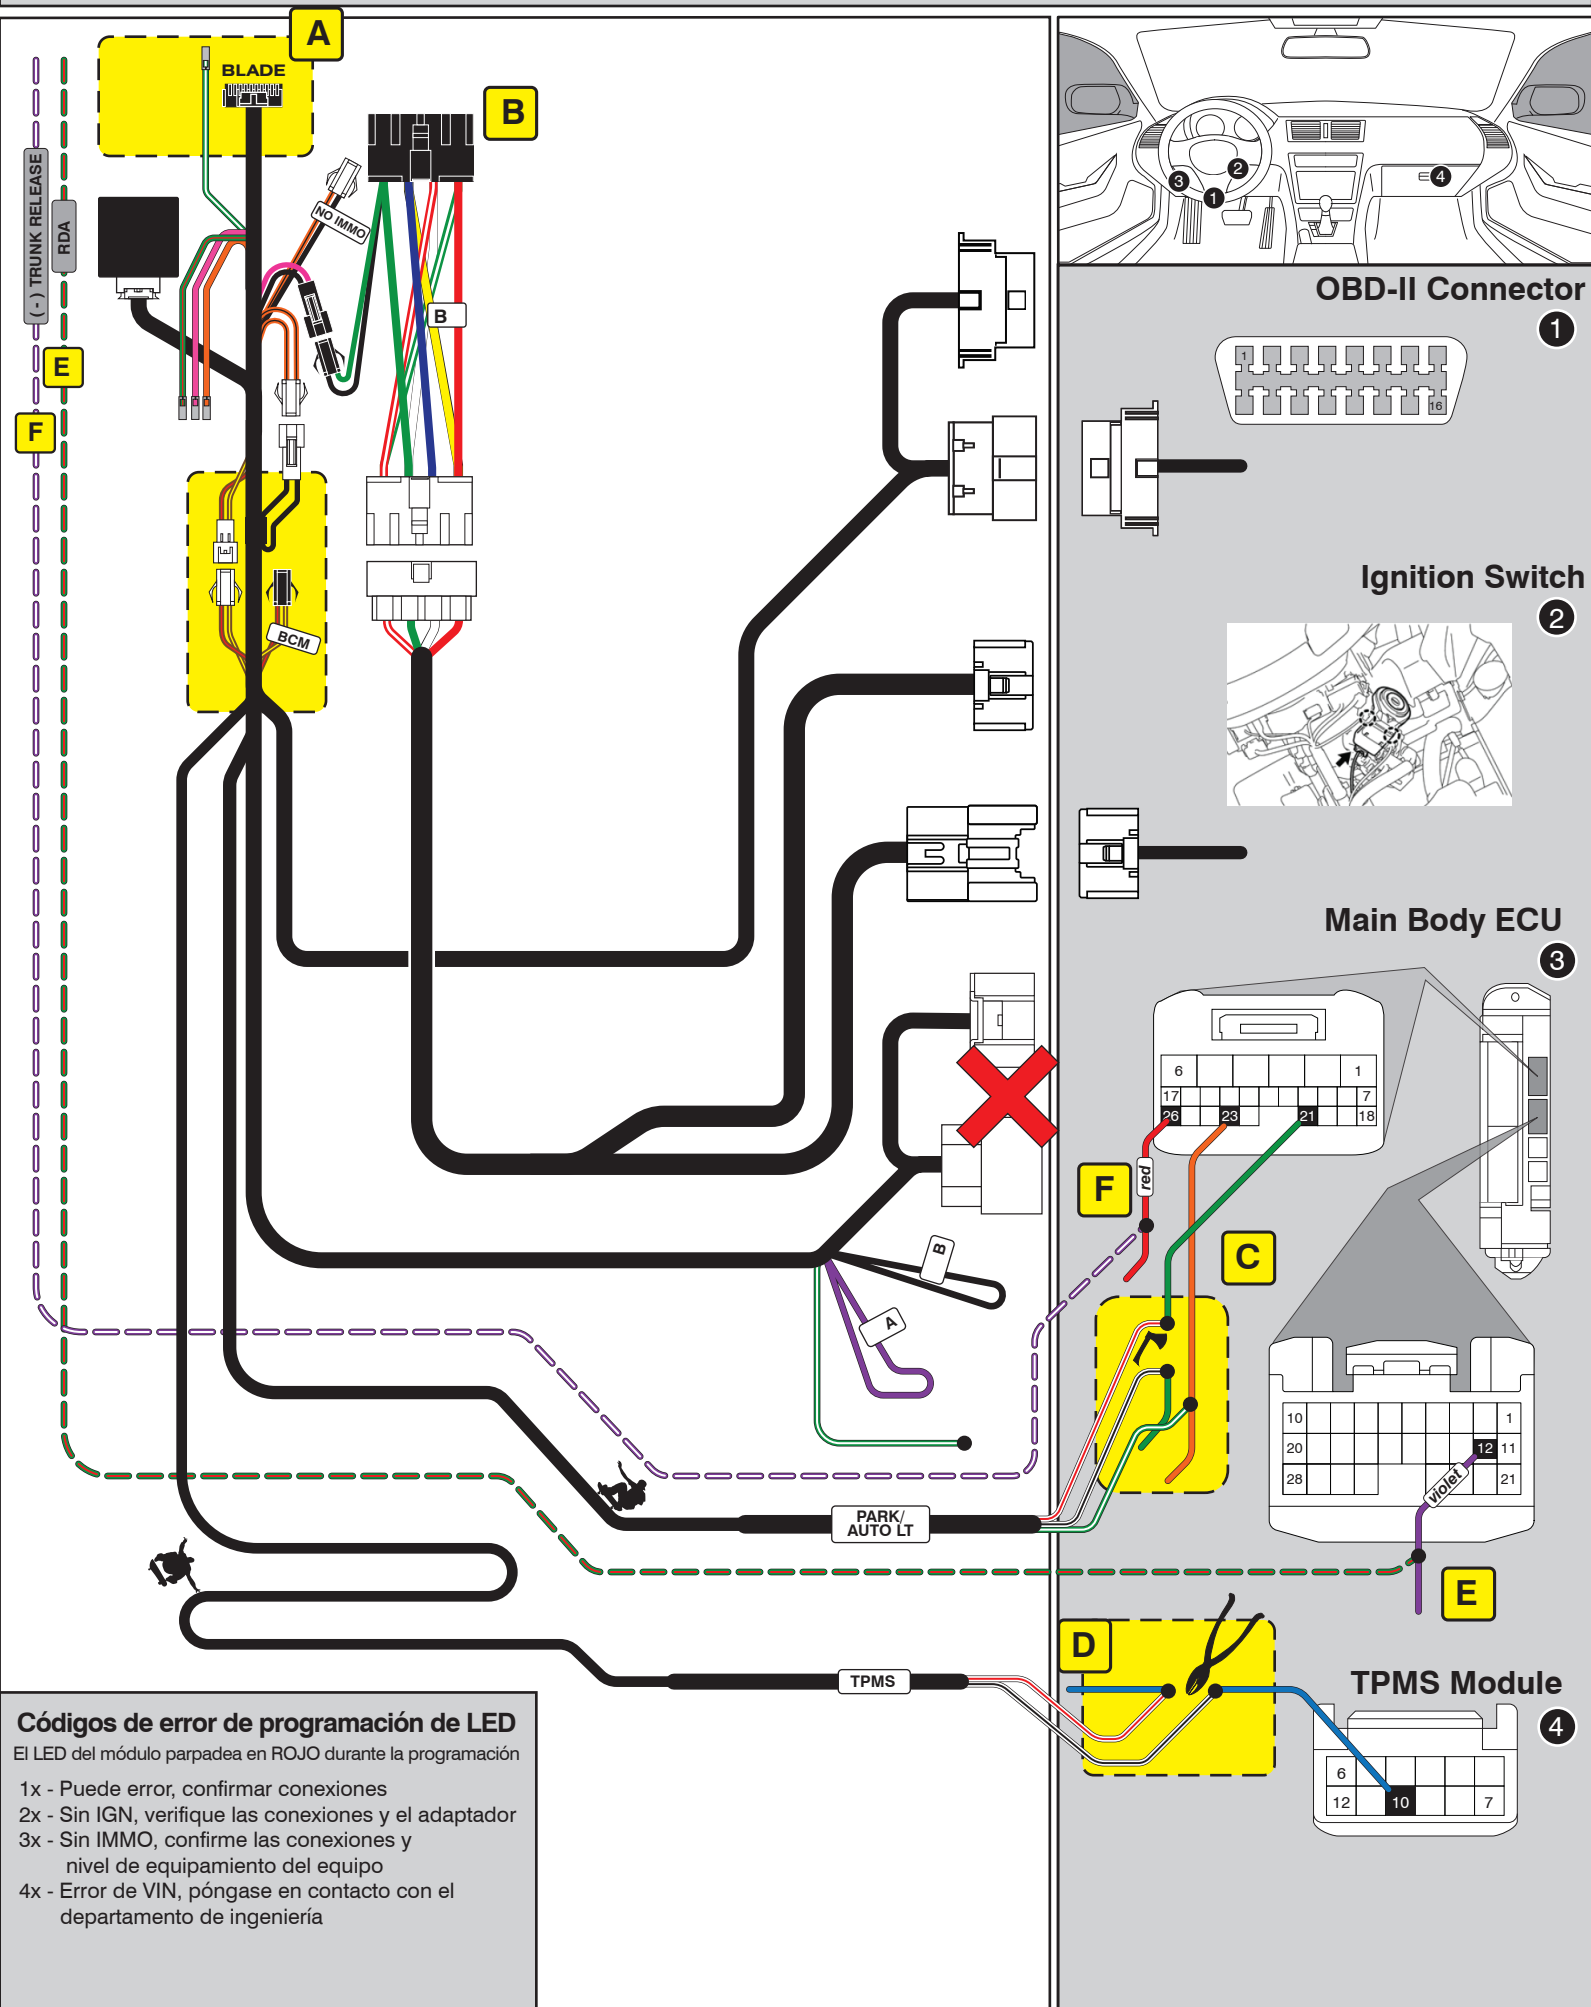 A
BLADE
B
(-) TRUNK RELEASE
RDA
NO IMMO
B
E
F
BCM
B
A
PARK/
AUTO LT
TPMS
3
2
1
4
OBD-II Connector
1
1
16
Ignition Switch
2
Main Body ECU
3
6 1
17 7
26 23 21 18
F
red
C
10 1
20 12 11
28 21
violet
E
D
TPMS Module
4
6
12 10 7
Códigos de error de programación de LED
El LED del módulo parpadea en ROJO durante la programación
1x - Puede error, confirmar conexiones
2x - Sin IGN, verifique las conexiones y el adaptador
3x - Sin IMMO, confirme las conexiones y
nivel de equipamiento del equipo
4x - Error de VIN, póngase en contacto con el
departamento de ingeniería